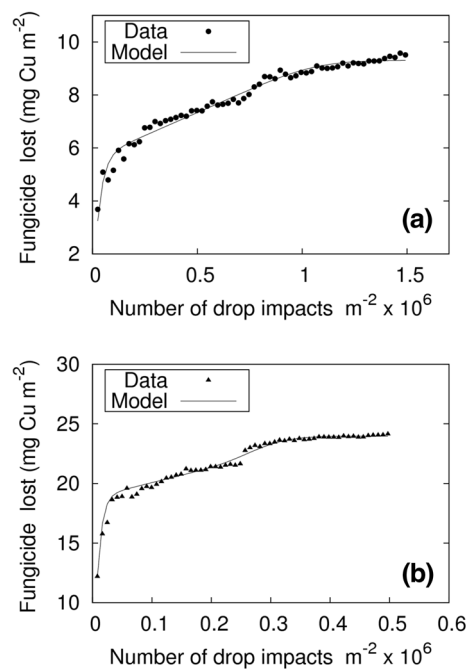 10
8
6
4
2
Fungicide lost (mg Cu m-2)
Data
Model
(a)
0 0.5 1 1.5
Number of drop impacts m-2 x 106
30
25
20
15
10
Fungicide lost (mg Cu m-2)
Data
Model
(b)
0 0.1 0.2 0.3 0.4 0.5 0.6
Number of drop impacts m-2 x 106